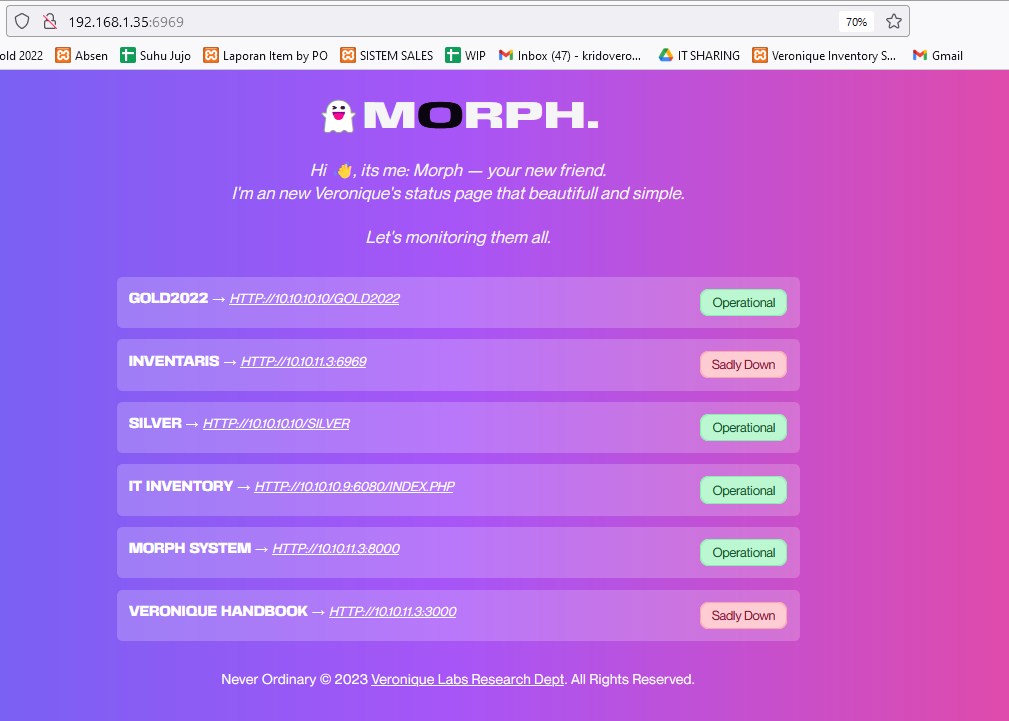 192.168.1.35:6969
70%
old 2022 Absen Suhu Jujo Laporan Item by PO SISTEM SALES WIP Inbox (47) - kridovero... IT SHARING Veronique Inventory S... Gmail
MORPH.
Hi 👋, its me: Morph — your new friend.
I'm an new Veronique's status page that beautifull and simple.
Let's monitoring them all.
GOLD2022 → HTTP://10.10.10.10/GOLD2022
Operational
INVENTARIS → HTTP://10.10.11.3:6969
Sadly Down
SILVER → HTTP://10.10.10.10/SILVER
Operational
IT INVENTORY → HTTP://10.10.10.9:6080/INDEX.PHP
Operational
MORPH SYSTEM → HTTP://10.10.11.3:8000
Operational
VERONIQUE HANDBOOK → HTTP://10.10.11.3:3000
Sadly Down
Never Ordinary © 2023 Veronique Labs Research Dept. All Rights Reserved.